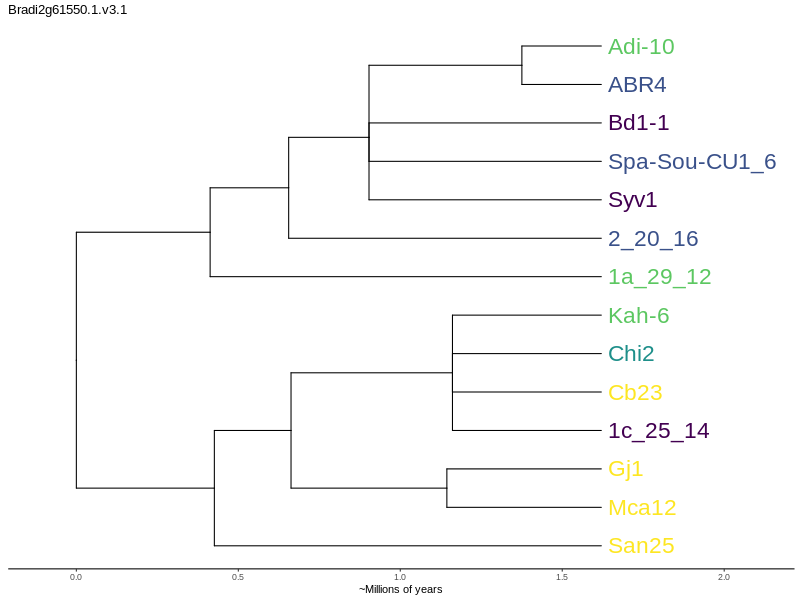 Bradi2g61550.1.v3.1
Adi-10
ABR4
Bd1-1
Spa-Sou-CU1_6
Syv1
2_20_16
1a_29_12
Kah-6
Chi2
Cb23
1c_25_14
Gj1
Mca12
San25
0.0 0.5 1.0 1.5 2.0
~Millions of years